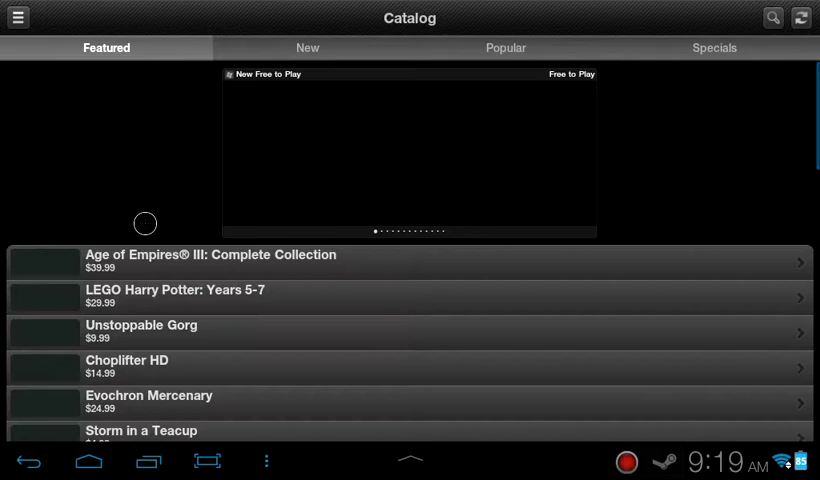 Catalog
Featured New Popular Specials
New Free to Play Free to Play
Age of Empires® III: Complete Collection
$39.99
LEGO Harry Potter: Years 5-7
$29.99
Unstoppable Gorg
$9.99
Choplifter HD
$14.99
Evochron Mercenary
$24.99
Storm in a Teacup
9:19 AM 85